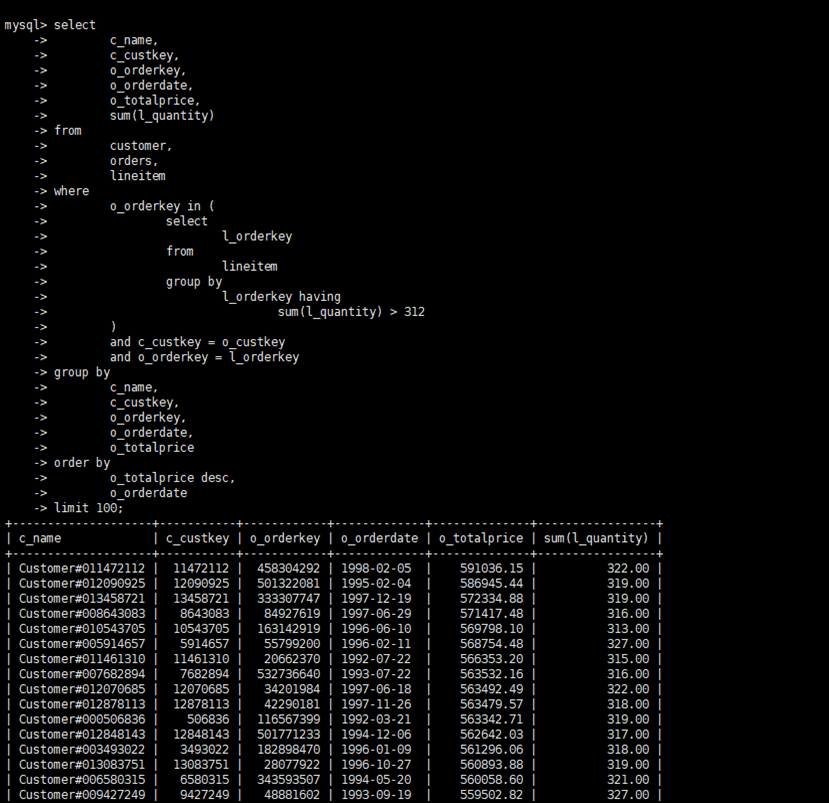 mysql> select
    ->         c_name,
    ->         c_custkey,
    ->         o_orderkey,
    ->         o_orderdate,
    ->         o_totalprice,
    ->         sum(l_quantity)
    -> from
    ->         customer,
    ->         orders,
    ->         lineitem
    -> where
    ->         o_orderkey in (
    ->                 select
    ->                         l_orderkey
    ->                 from
    ->                         lineitem
    ->                 group by
    ->                         l_orderkey having
    ->                                 sum(l_quantity) > 312
    ->         )
    ->         and c_custkey = o_custkey
    ->         and o_orderkey = l_orderkey
    -> group by
    ->         c_name,
    ->         c_custkey,
    ->         o_orderkey,
    ->         o_orderdate,
    ->         o_totalprice
    -> order by
    ->         o_totalprice desc,
    ->         o_orderdate
    -> limit 100;
+--------------------+-----------+------------+-------------+--------------+-----------------+
| c_name             | c_custkey | o_orderkey | o_orderdate | o_totalprice | sum(l_quantity) |
+--------------------+-----------+------------+-------------+--------------+-----------------+
| Customer#011472112 |  11472112 |  458304292 | 1998-02-05  |    591036.15 |          322.00 |
| Customer#012090925 |  12090925 |  501322081 | 1995-02-04  |    586945.44 |          319.00 |
| Customer#013458721 |  13458721 |  333307747 | 1997-12-19  |    572334.88 |          319.00 |
| Customer#008643083 |   8643083 |   84927619 | 1997-06-29  |    571417.48 |          316.00 |
| Customer#010543705 |  10543705 |  163142919 | 1996-06-10  |    569798.10 |          313.00 |
| Customer#005914657 |   5914657 |   55799200 | 1996-02-11  |    568754.48 |          327.00 |
| Customer#011461310 |  11461310 |   20662370 | 1992-07-22  |    566353.20 |          315.00 |
| Customer#007682894 |   7682894 |  532736640 | 1993-07-22  |    563532.16 |          316.00 |
| Customer#012070685 |  12070685 |   34201984 | 1997-06-18  |    563492.49 |          322.00 |
| Customer#012878113 |  12878113 |   42290181 | 1997-11-26  |    563479.57 |          318.00 |
| Customer#000506836 |    506836 |  116567399 | 1992-03-21  |    563342.71 |          319.00 |
| Customer#012848143 |  12848143 |  501771233 | 1994-12-06  |    562642.03 |          317.00 |
| Customer#003493022 |   3493022 |  182898470 | 1996-01-09  |    561296.06 |          318.00 |
| Customer#013083751 |  13083751 |   28077922 | 1996-10-27  |    560893.88 |          319.00 |
| Customer#006580315 |   6580315 |  343593507 | 1994-05-20  |    560058.60 |          321.00 |
| Customer#009427249 |   9427249 |   48881602 | 1993-09-19  |    559502.82 |          327.00 |